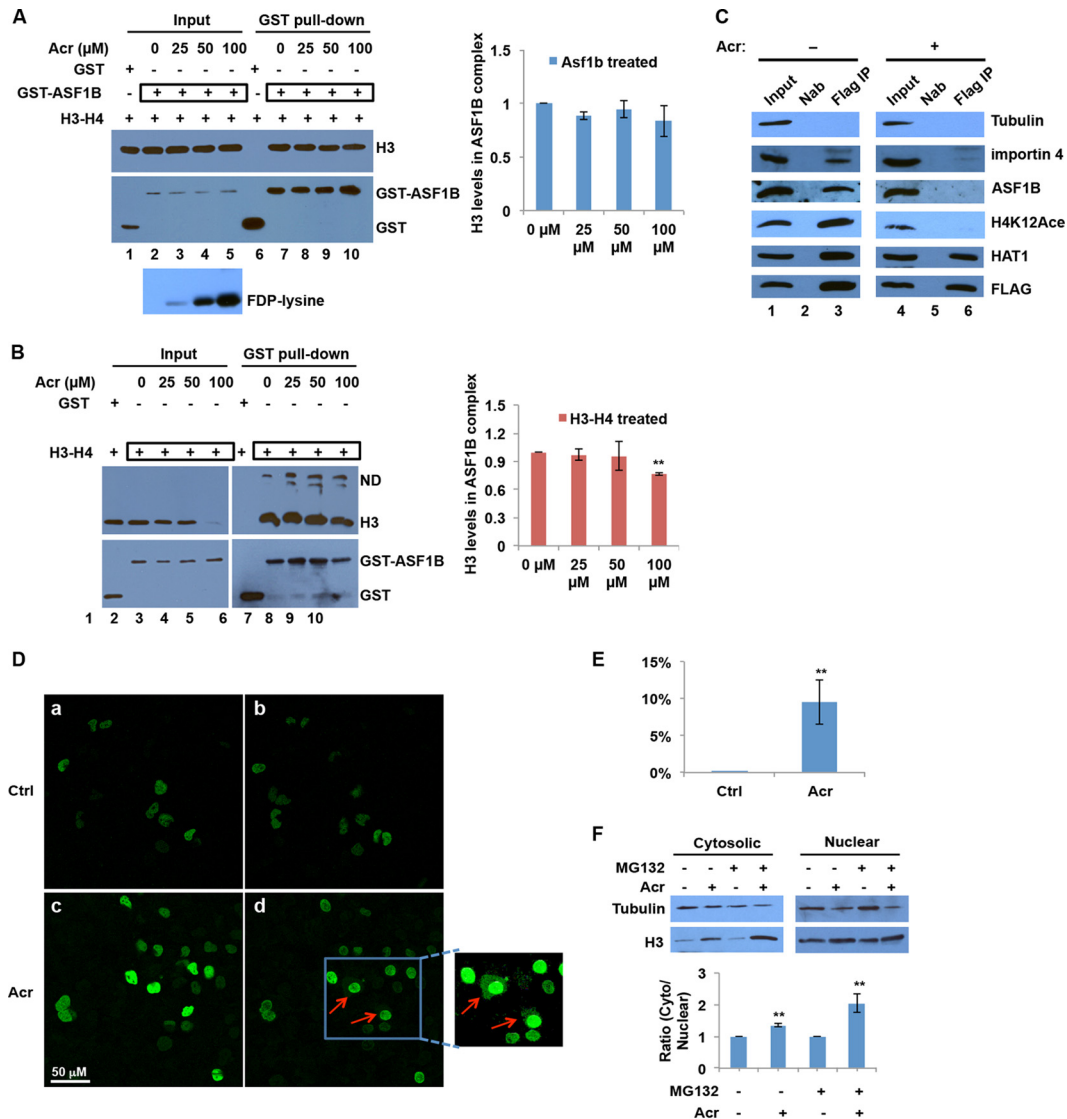 A
Input GST pull-down
Acr (µM) 0 25 50 100 0 25 50 100
GST + - - - - + - - - -
GST-ASF1B - + + + + - + + + +
H3-H4 + + + + + + + + + +
H3
GST-ASF1B
GST
1 2 3 4 5 6 7 8 9 10
FDP-lysine
Asf1b treated
H3 levels in ASF1B complex
1.5
1
0.5
0
0 µM 25 µM 50 µM 100 µM
B
Input GST pull-down
Acr (µM) 0 25 50 100 0 25 50 100
GST + - - - - + - - - -
H3-H4 + + + + + + + + + +
ND
H3
GST-ASF1B
GST
1 2 3 4 5 6 7 8 9 10
H3-H4 treated
H3 levels in ASF1B complex
1.5
1.2
0.9
0.6
0.3
0
**
0 µM 25 µM 50 µM 100 µM
C
Acr: – +
Input Nab Flag IP Input Nab Flag IP
Tubulin
importin 4
ASF1B
H4K12Ace
HAT1
FLAG
1 2 3 4 5 6
D
a b
Ctrl
c d
Acr
50 µM
E
15%
10%
5%
0%
**
Ctrl Acr
F
Cytosolic Nuclear
MG132 - - + + - - + +
Acr - + - + - + - +
Tubulin
H3
Ratio (Cyto/
Nuclear)
3
2
1
0
** **
MG132 - - + +
Acr - + - +